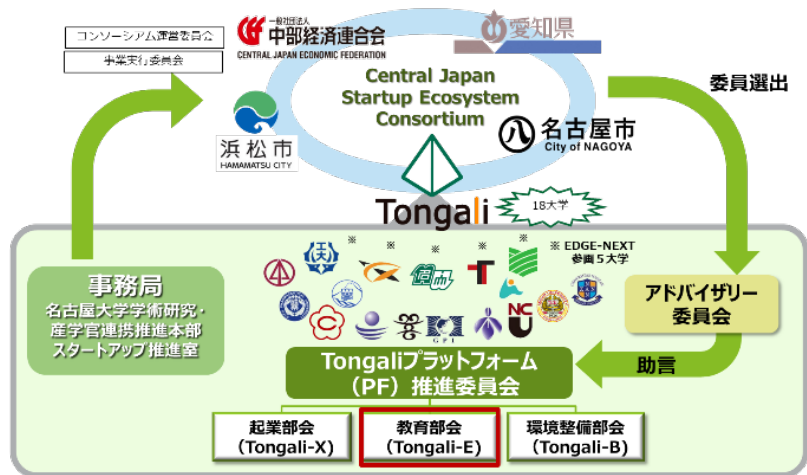 コンソーシアム運営委員会
事業実行委員会
一般社団法人
中部経済連合会
CENTRAL JAPAN ECONOMIC FEDERATION
愛知県
Central Japan
Startup Ecosystem
Consortium
浜松市
HAMAMATSU CITY
名古屋市
City of NAGOYA
委員選出
Tongali
18大学
※
※
※
※
※
※ EDGE-NEXT
参画５大学
事務局
名古屋大学学術研究・
産学官連携推進本部
スタートアップ推進室
GPI
NC
U
アドバイザリー
委員会
Tongaliプラットフォーム
（PF）推進委員会
助言
起業部会
（Tongali-X）
教育部会
（Tongali-E）
環境整備部会
（Tongali-B）